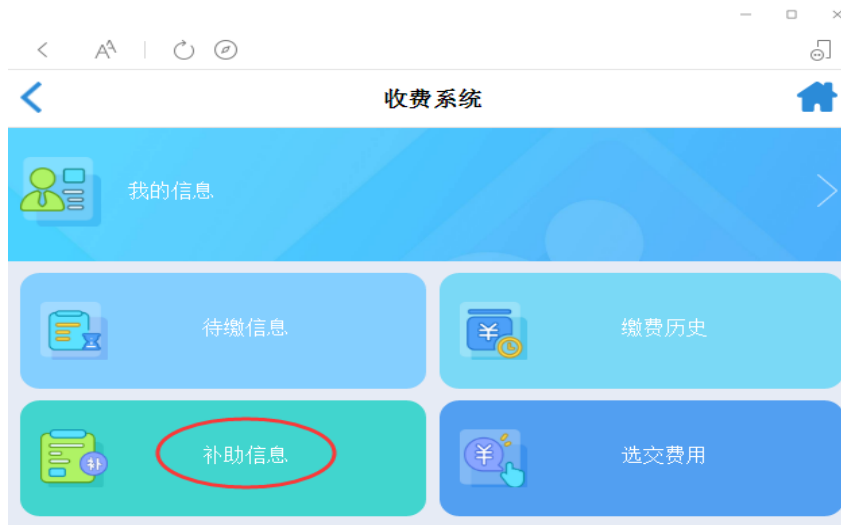 收费系统
我的信息
待缴信息
缴费历史
补
补助信息
选交费用